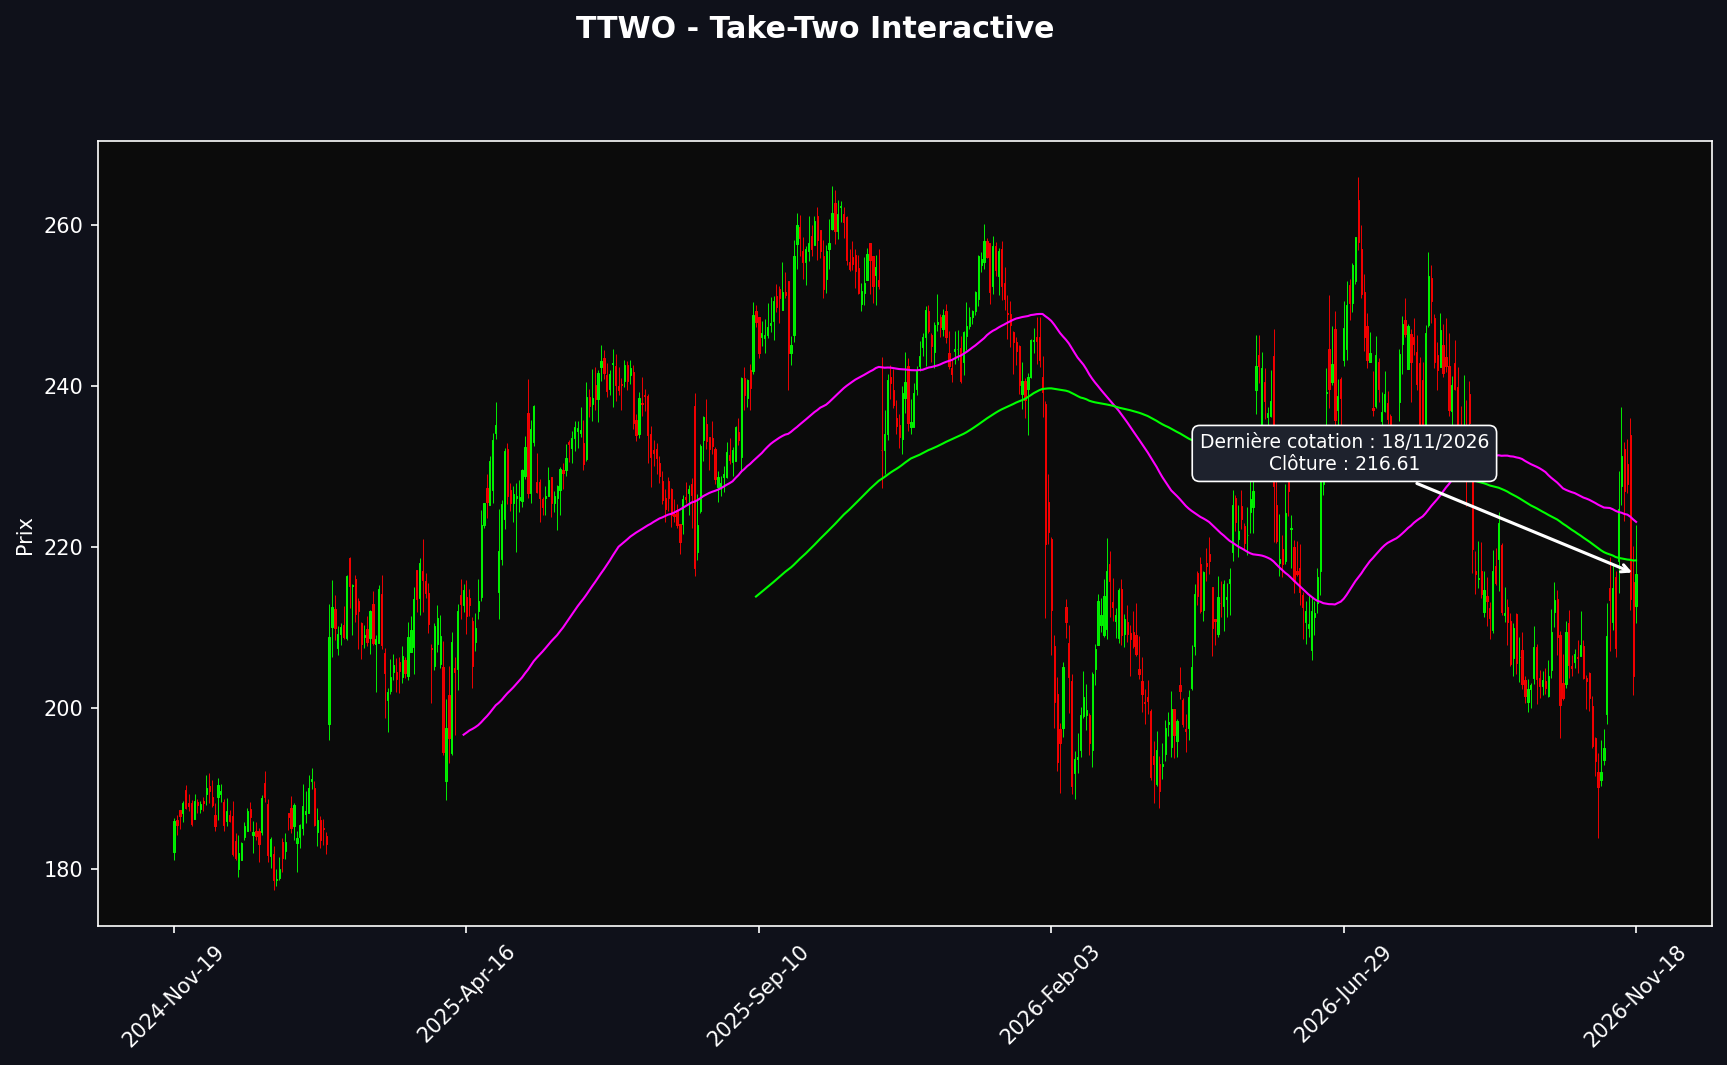 TTWO - Take-Two Interactive
Prix
260
240
220
200
180
Dernière cotation : 18/11/2026
Clôture : 216.61
2024-Nov-19
2025-Apr-16
2025-Sep-10
2026-Feb-03
2026-Jun-29
2026-Nov-18